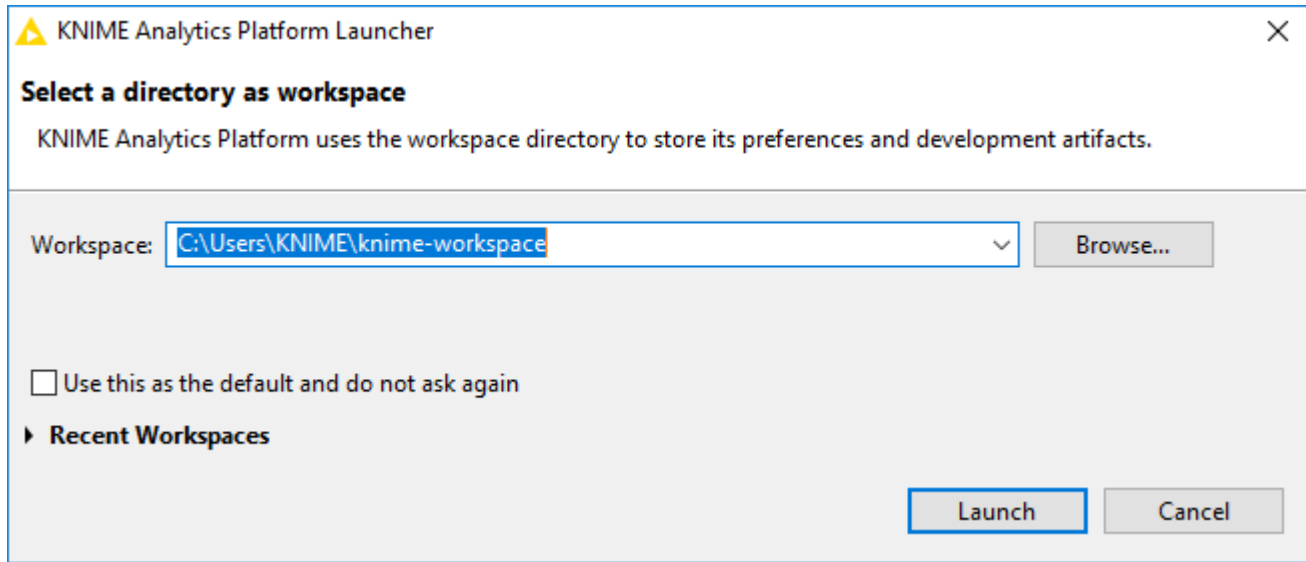 KNIME Analytics Platform Launcher
Select a directory as workspace
KNIME Analytics Platform uses the workspace directory to store its preferences and development artifacts.
Workspace: C:\Users\KNIME\knime-workspace Browse...
Use this as the default and do not ask again
Recent Workspaces
Launch Cancel